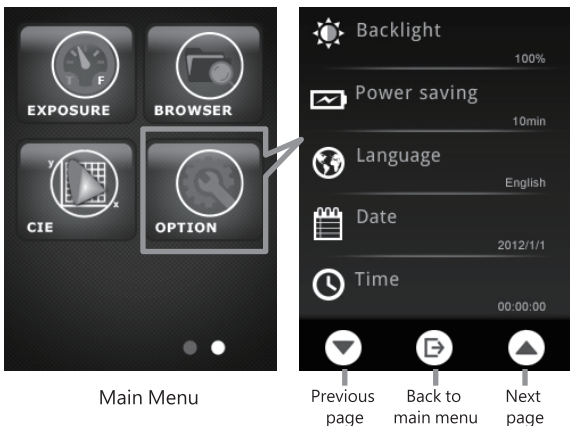 T F
EXPOSURE
BROWSER
y
x
CIE
OPTION
Main Menu
Backlight
100%
Power saving
10min
Language
English
Date
2012/1/1
Time
00:00:00
Previous
page
Back to
main menu
Next
page